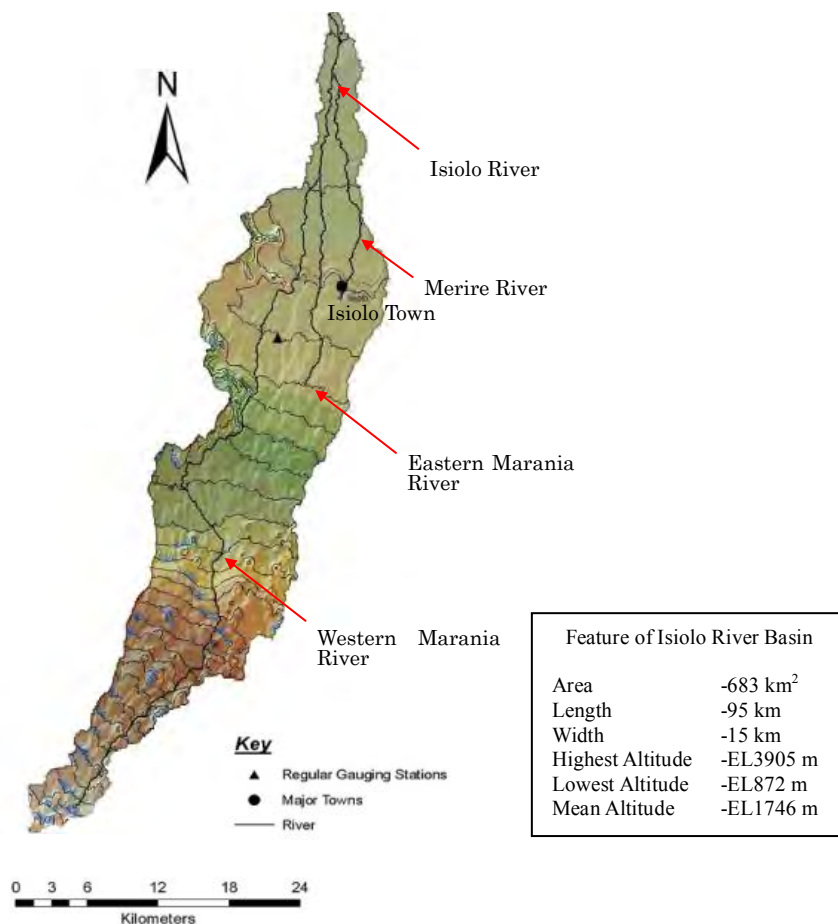 N
Isiolo River
Merire River
Isiolo Town
Eastern Marania
River
Western Marania
River
Feature of Isiolo River Basin
Area -683 km²
Length -95 km
Width -15 km
Highest Altitude -EL3905 m
Lowest Altitude -EL872 m
Mean Altitude -EL1746 m
Key
Regular Gauging Stations
Major Towns
River
0 3 6 12 18 24
Kilometers